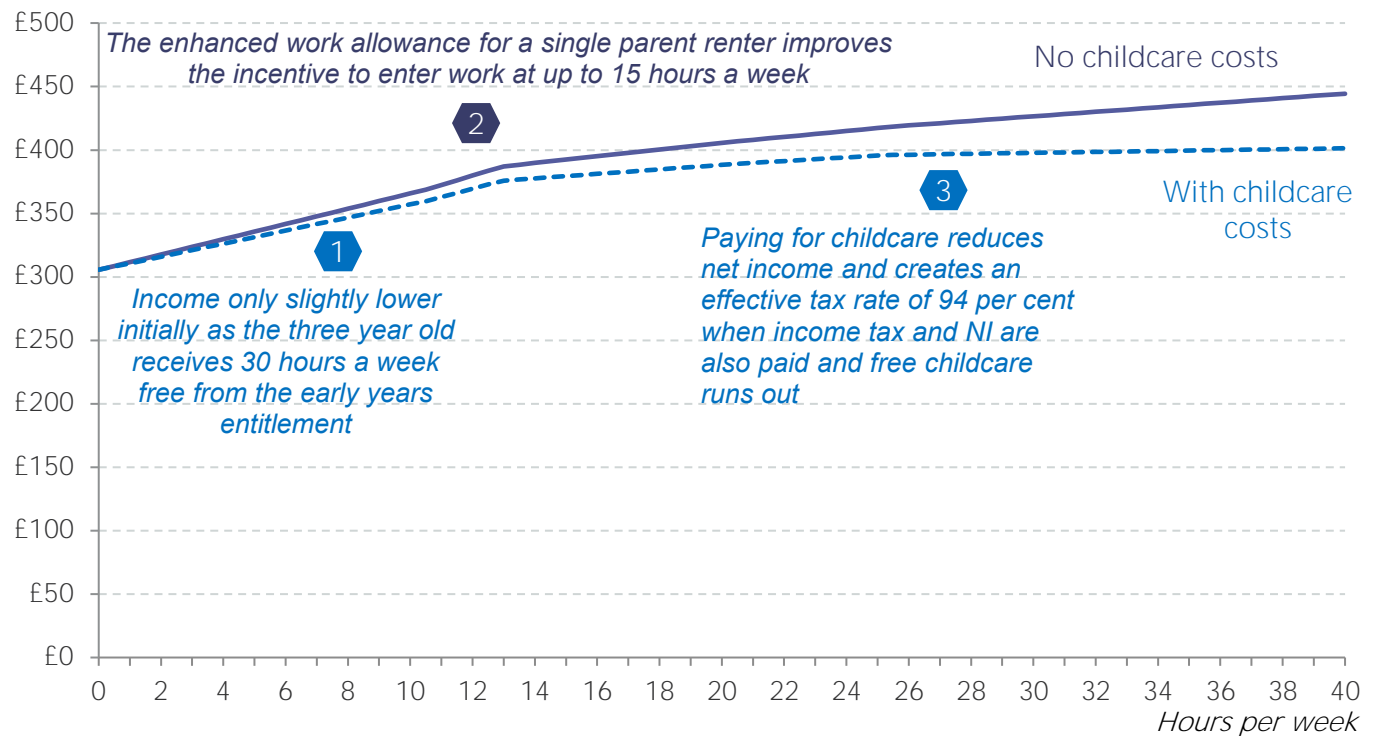 £500
The enhanced work allowance for a single parent renter improves
the incentive to enter work at up to 15 hours a week
No childcare costs
£450
2
£400
3
With childcare
costs
£350
1
£300
Income only slightly lower
initially as the three year old
receives 30 hours a week
free from the early years
entitlement
Paying for childcare reduces
net income and creates an
effective tax rate of 94 per cent
when income tax and NI are
also paid and free childcare
runs out
£250
£200
£150
£100
£50
£0
0 2 4 6 8 10 12 14 16 18 20 22 24 26 28 30 32 34 36 38 40
Hours per week